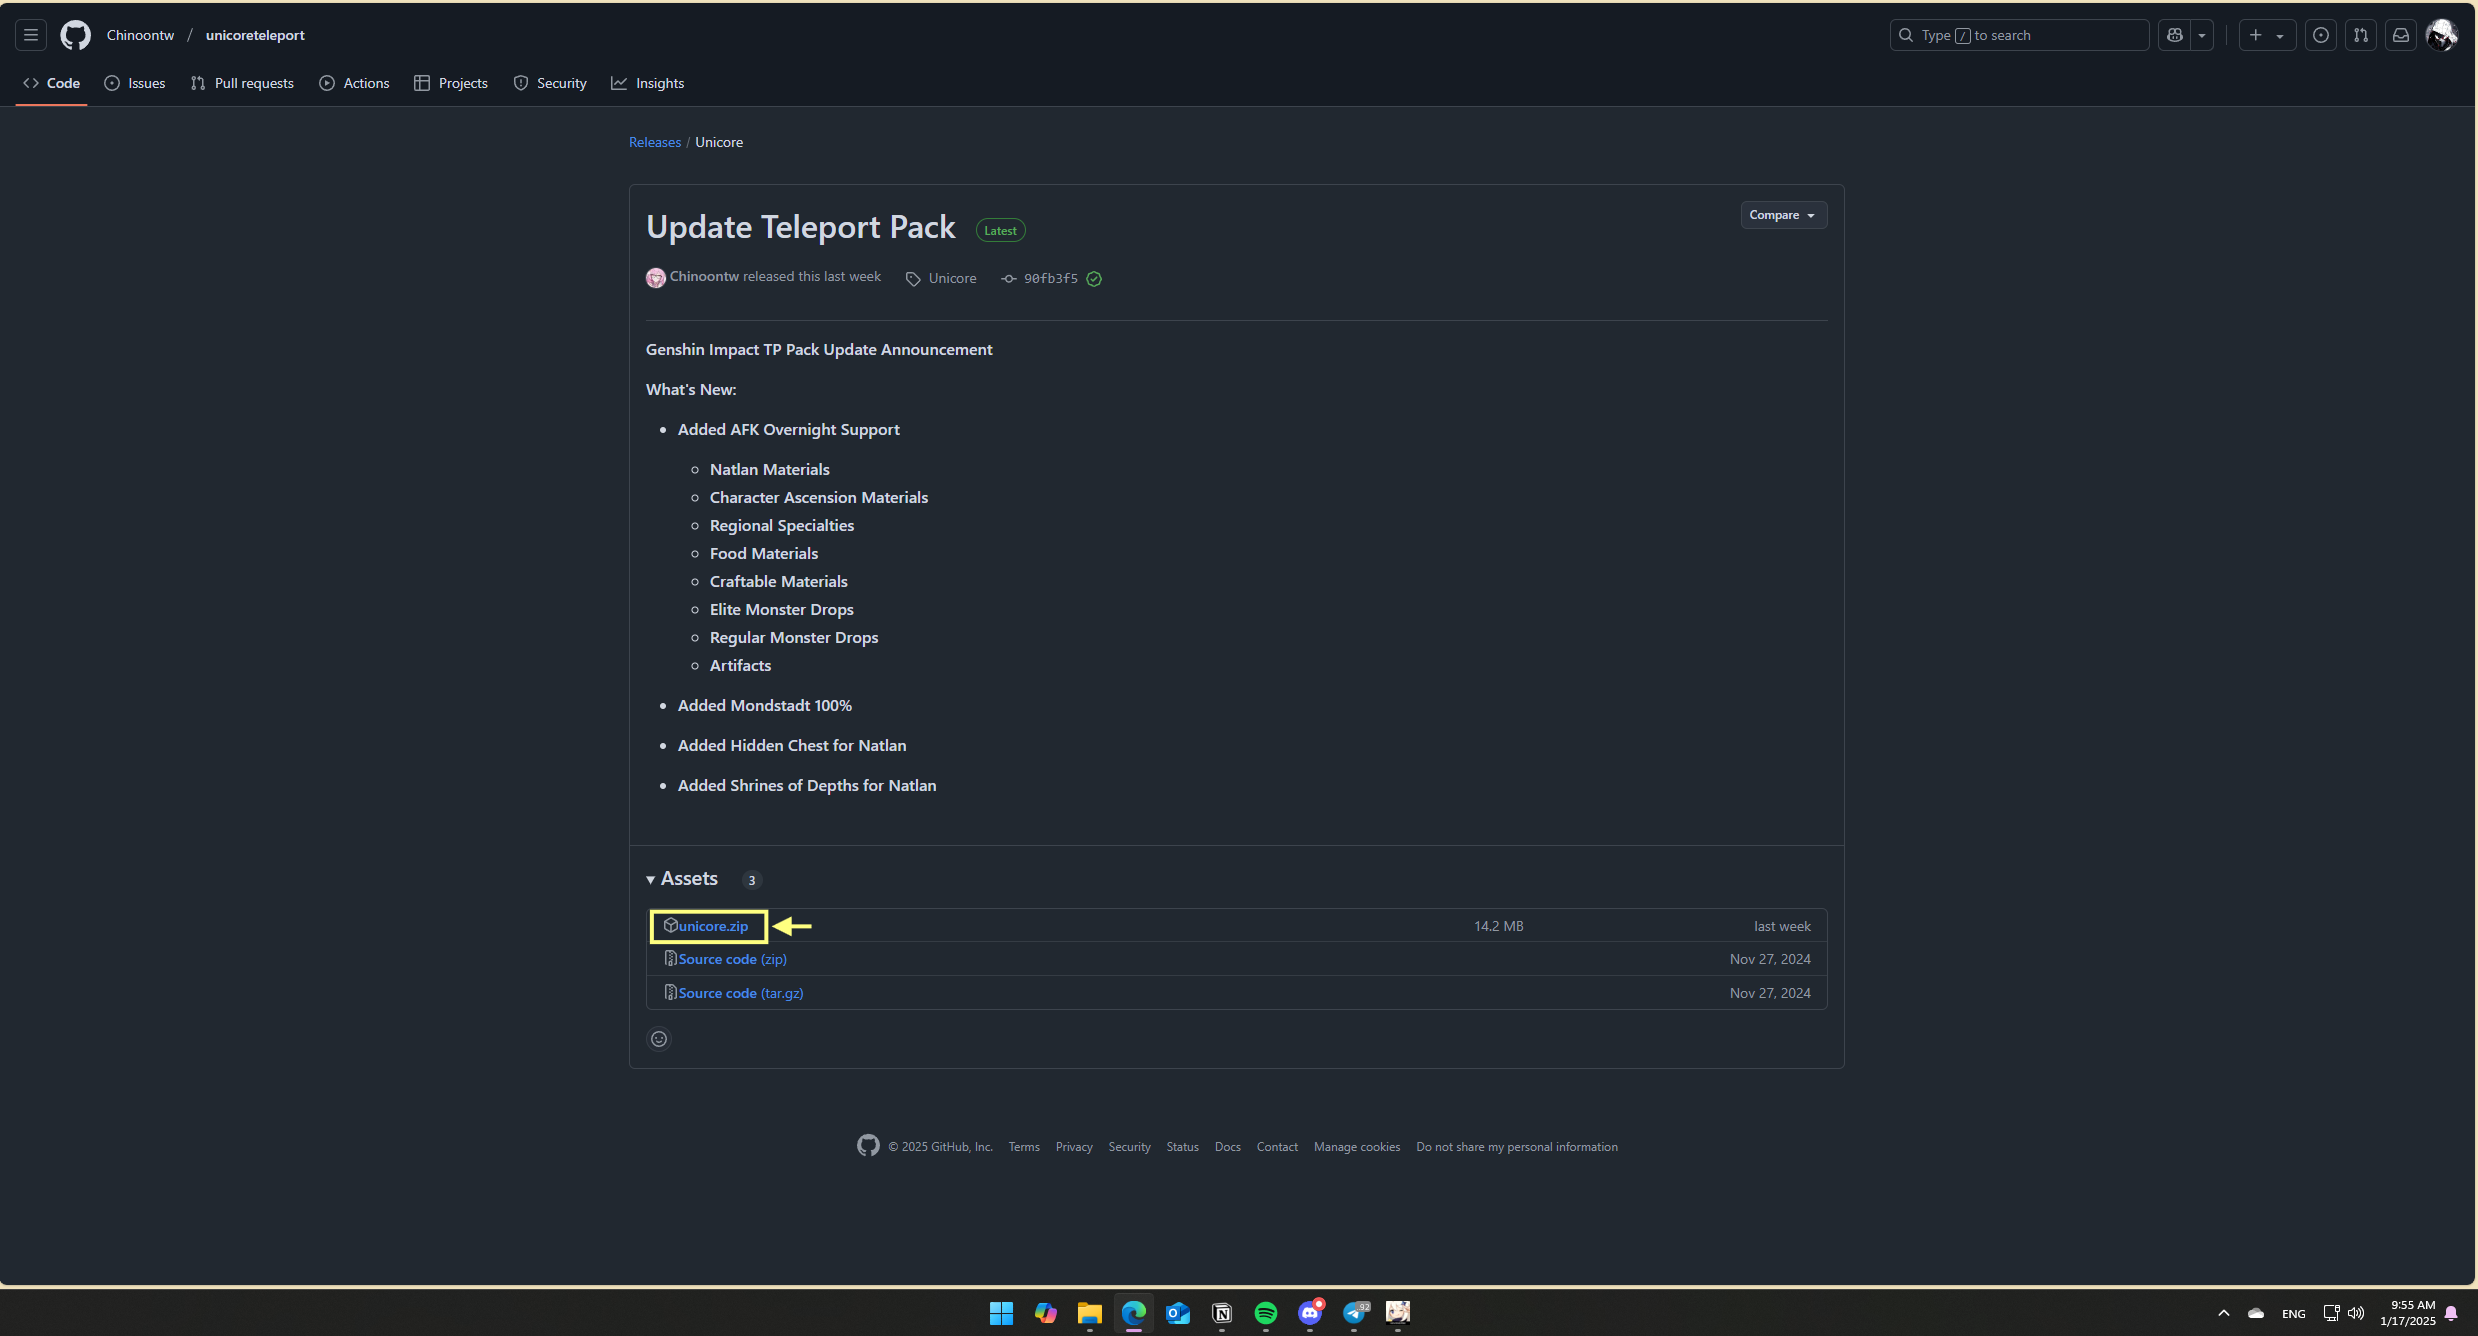 Chinoontw / unicoreteleport
Type / to search
Code
Issues
Pull requests
Actions
Projects
Security
Insights
Releases / Unicore
Update Teleport Pack Latest
Compare
Chinoontw released this last week
Unicore
90fb3f5
Genshin Impact TP Pack Update Announcement
What's New:
Added AFK Overnight Support
Natlan Materials
Character Ascension Materials
Regional Specialties
Food Materials
Craftable Materials
Elite Monster Drops
Regular Monster Drops
Artifacts
Added Mondstadt 100%
Added Hidden Chest for Natlan
Added Shrines of Depths for Natlan
Assets 3
unicore.zip 14.2 MB last week
Source code (zip) Nov 27, 2024
Source code (tar.gz) Nov 27, 2024
© 2025 GitHub, Inc. Terms Privacy Security Status Docs Contact Manage cookies Do not share my personal information
92
ENG
9:55 AM
1/17/2025